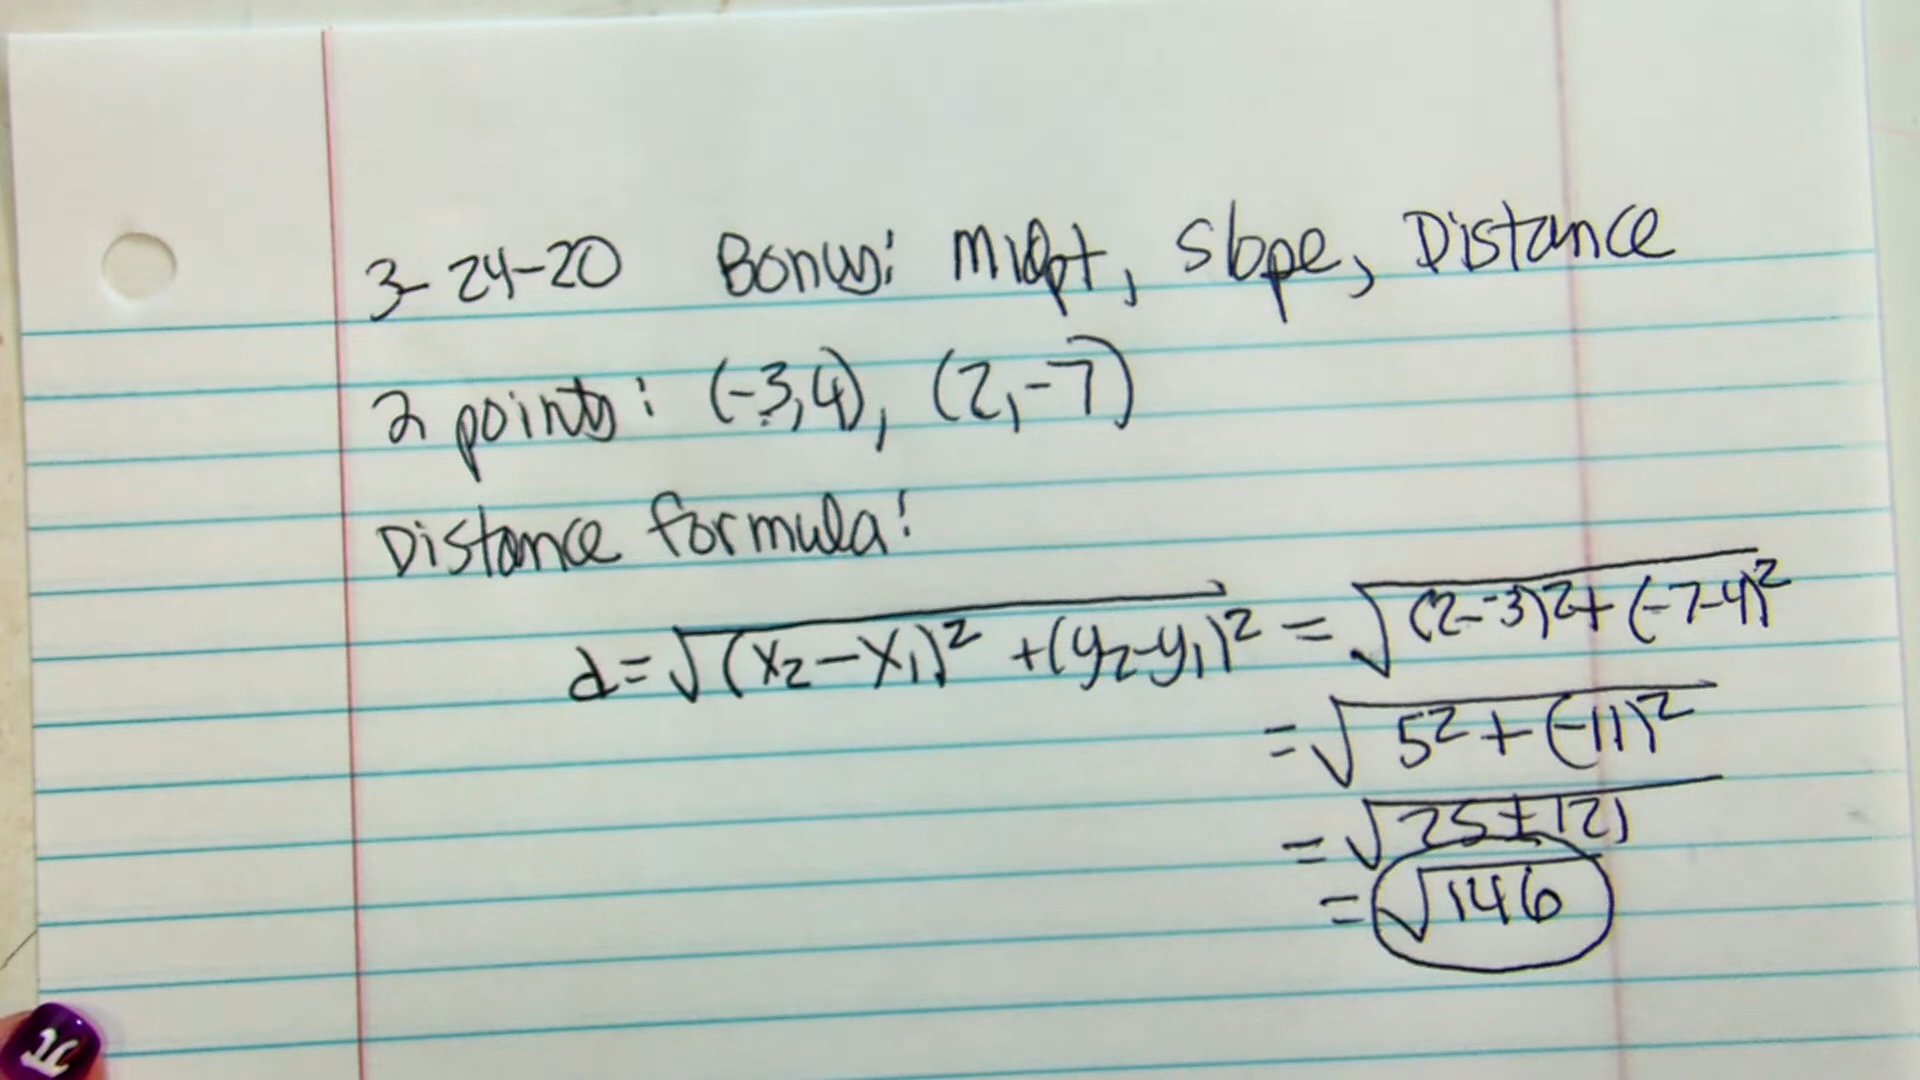 3-24-20 Bonus: midpt, slope, Distance
2 points: (-3,4), (2,-7)
Distance formula:
d=√(x₂-x₁)² +(y₂-y₁)² = √(2-⁻3)²+(-7-4)²
=√5²+(-11)²
=√25+121
=√146
π